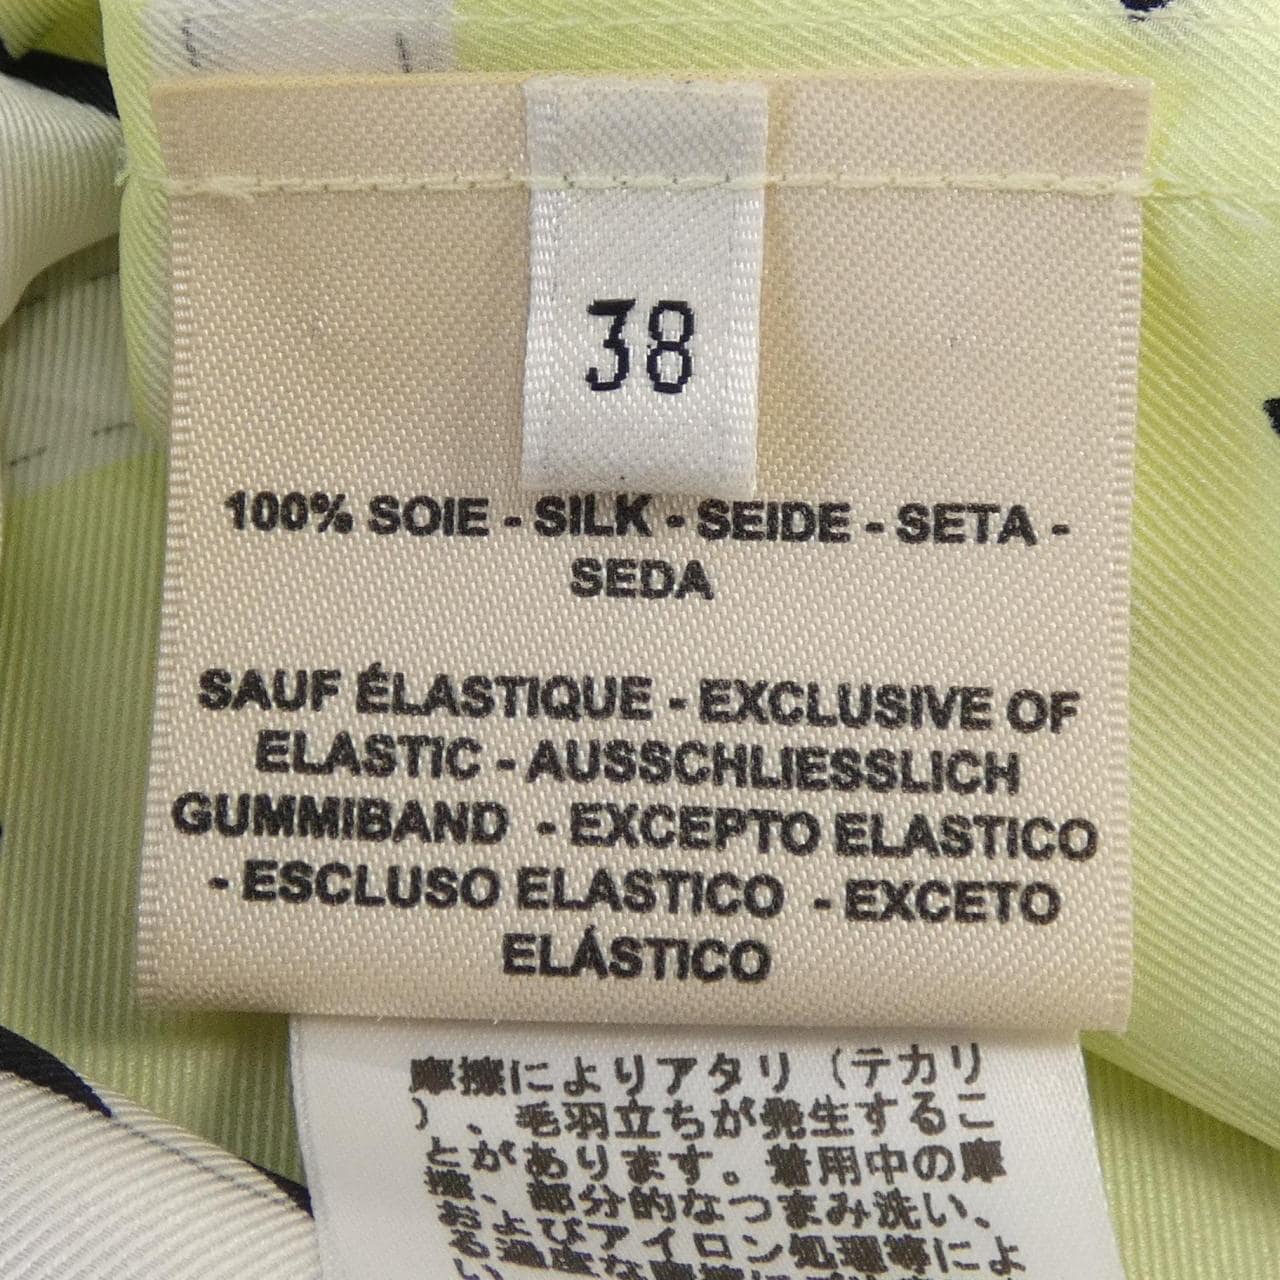 38
100% SOIE - SILK - SEIDE - SETA -
SEDA
SAUF ÉLASTIQUE - EXCLUSIVE OF
ELASTIC - AUSSCHLIESSLICH
GUMMIBAND - EXCEPTO ELASTICO
- ESCLUSO ELASTICO - EXCETO
ELÁSTICO
摩擦によりアタリ（テカリ
）、毛羽立ちが発生するこ
とがあります。着用中の摩
擦、部分的なつまみ洗い、
およびアイロン処理等によ